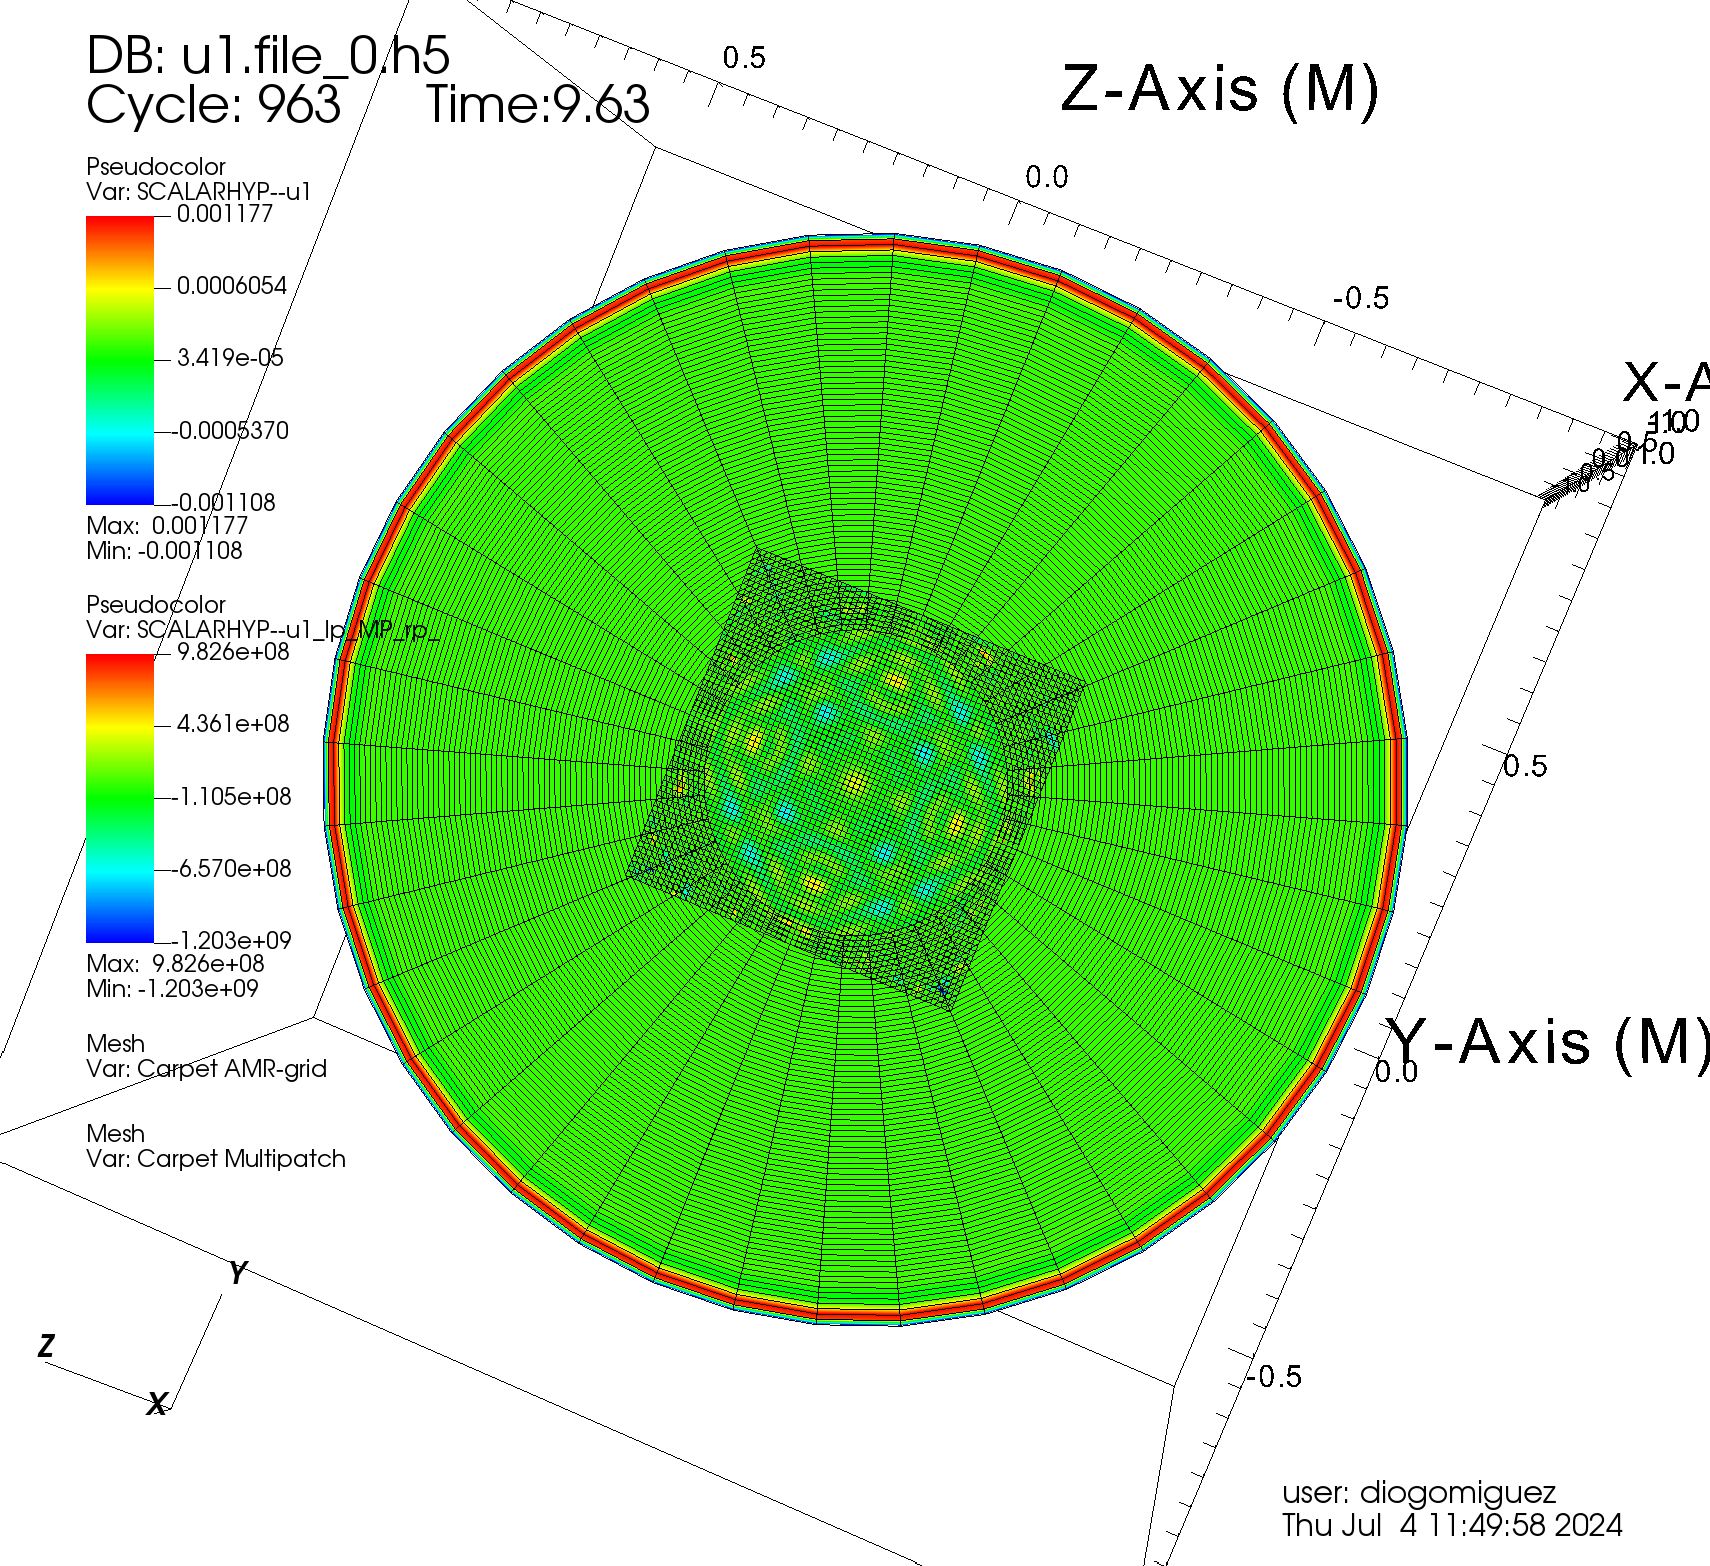 DB: u1.file_0.h5
Cycle: 963 Time:9.63
Pseudocolor
Var: SCALARHYP--u1
0.001177
0.0006054
3.419e-05
-0.0005370
-0.001108
Max: 0.001177
Min: -0.001108
Pseudocolor
Var: SCALARHYP--u1_lp_MP_rp_
9.826e+08
4.361e+08
-1.105e+08
-6.570e+08
-1.203e+09
Max: 9.826e+08
Min: -1.203e+09
Mesh
Var: Carpet AMR-grid
Mesh
Var: Carpet Multipatch
Z-Axis (M)
0.5
0.0
-0.5
X-A
1.0
Y-Axis (M)
0.5
0.0
-0.5
Y
Z
X
user: diogomiguez
Thu Jul 4 11:49:58 2024